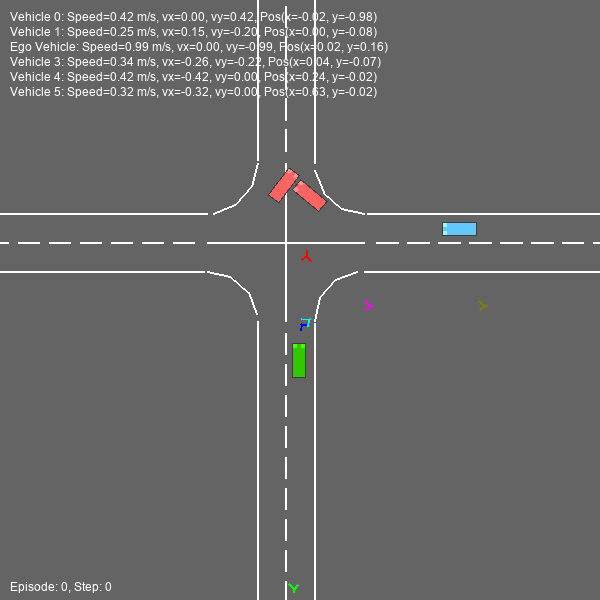 Vehicle 0: Speed=0.42 m/s, vx=0.00, vy=0.42, Pos(x=-0.02, y=-0.98)
Vehicle 1: Speed=0.25 m/s, vx=0.15, vy=-0.20, Pos(x=0.00, y=-0.08)
Ego Vehicle: Speed=0.99 m/s, vx=0.00, vy=-0.99, Pos(x=0.02, y=0.16)
Vehicle 3: Speed=0.34 m/s, vx=-0.26, vy=-0.22, Pos(x=0.04, y=-0.07)
Vehicle 4: Speed=0.42 m/s, vx=-0.42, vy=0.00, Pos(x=0.24, y=-0.02)
Vehicle 5: Speed=0.32 m/s, vx=-0.32, vy=0.00, Pos(x=0.63, y=-0.02)
Episode: 0, Step: 0